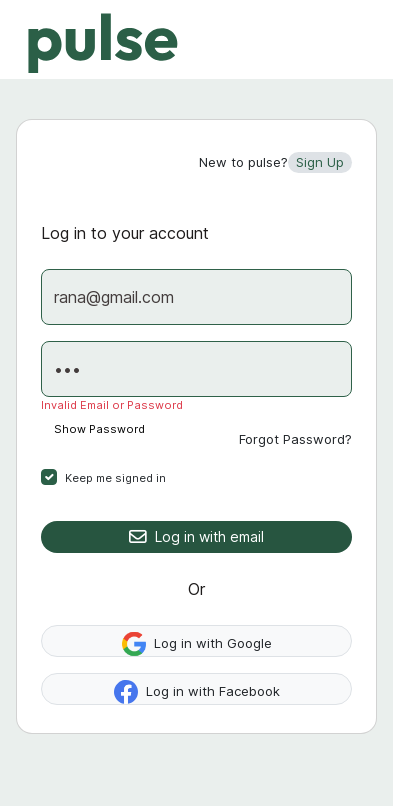 pulse
New to pulse? Sign Up
Log in to your account
rana@gmail.com
•••
Invalid Email or Password
Show Password
Forgot Password?
Keep me signed in
Log in with email
Or
Log in with Google
Log in with Facebook